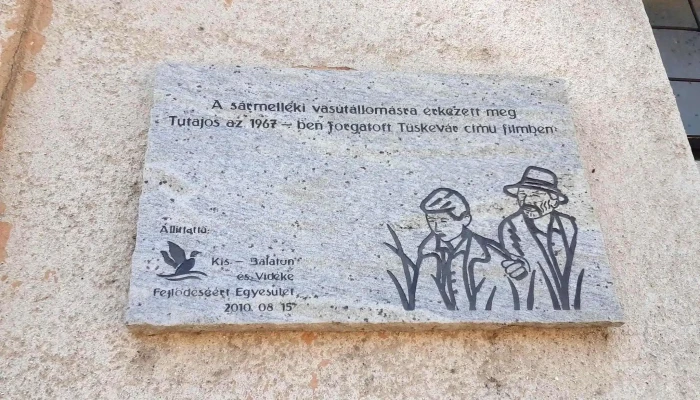 A sármelléki vasútállomásra érkezett meg
Tutajos az 1967 - ben forgatott Tüskevár című filmben.
Állíttatta:
Kis - Balaton
és Vidéke
Fejlődéséért Egyesület
2010. 08. 15